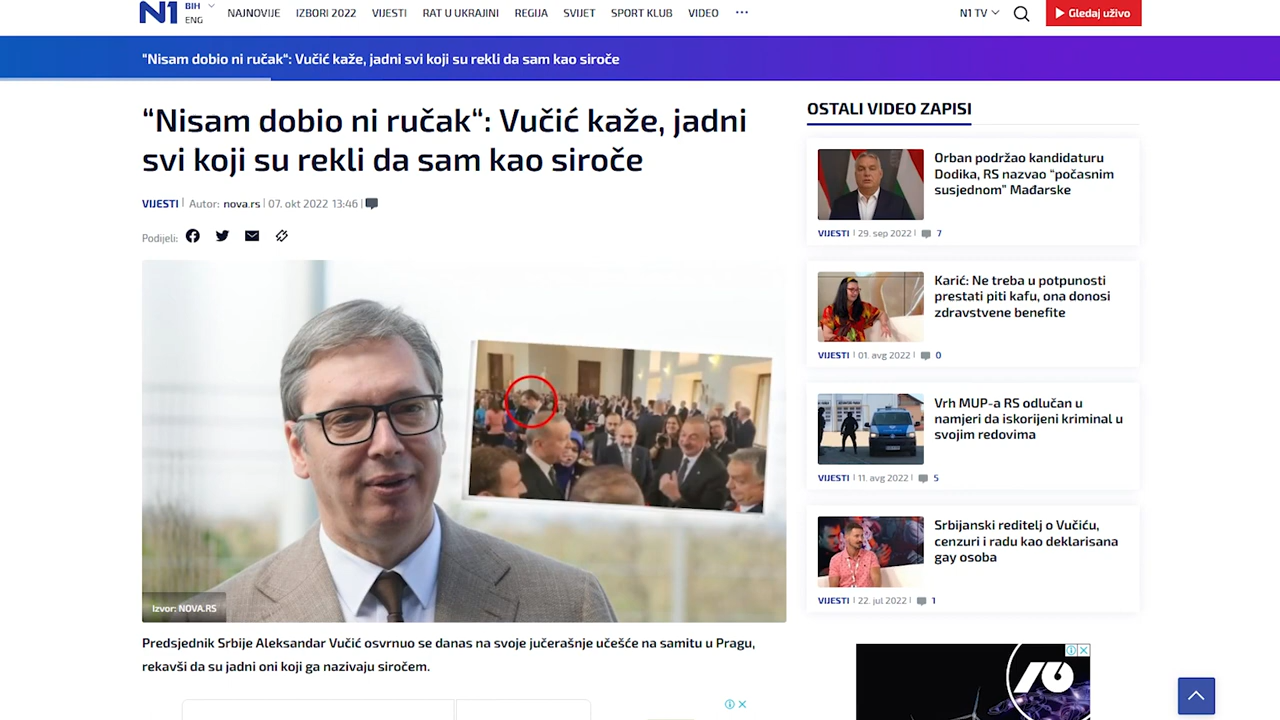 N1
BIH
ENG
NAJNOVIJE IZBORI 2022 VIJESTI RAT U UKRAJINI REGIJA SVIJET SPORT KLUB VIDEO ...
N1 TV
Gledaj uživo
“Nisam dobio ni ručak“: Vučić kaže, jadni svi koji su rekli da sam kao siroče
“Nisam dobio ni ručak“: Vučić kaže, jadni
svi koji su rekli da sam kao siroče
VIJESTI | Autor: nova.rs | 07. okt 2022 13:46 |
Podijeli:
Izvor: NOVA.RS
Predsjednik Srbije Aleksandar Vučić osvrnuo se danas na svoje jučerašnje učešće na samitu u Pragu,
rekavši da su jadni oni koji ga nazivaju siročem.
OSTALI VIDEO ZAPISI
Orban podržao kandidaturu
Dodika, RS nazvao “počasnim
susjednom” Mađarske
VIJESTI | 29. sep 2022 | 7
Karić: Ne treba u potpunosti
prestati piti kafu, ona donosi
zdravstvene benefite
VIJESTI | 01. avg 2022 | 0
Vrh MUP-a RS odlučan u
namjeri da iskorijeni kriminal u
svojim redovima
VIJESTI | 11. avg 2022 | 5
Srbijanski reditelj o Vučiću,
cenzuri i radu kao deklarisana
gay osoba
VIJESTI | 22. jul 2022 | 1